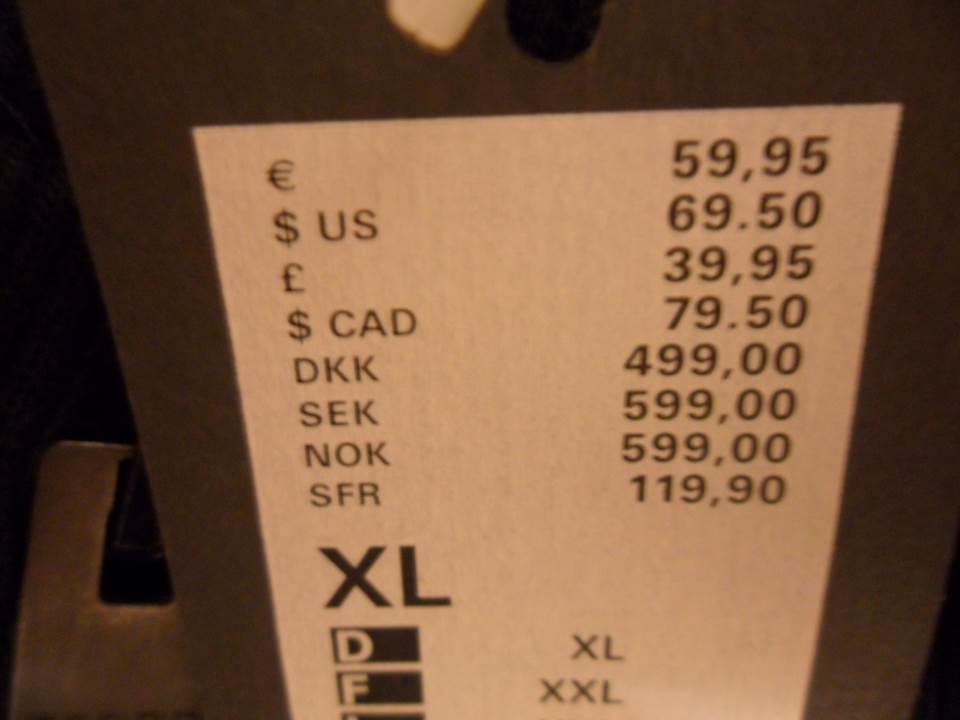 € 59,95
$ US 69.50
£ 39,95
$ CAD 79.50
DKK 499,00
SEK 599,00
NOK 599,00
SFR 119,90
XL
D XL
F XXL